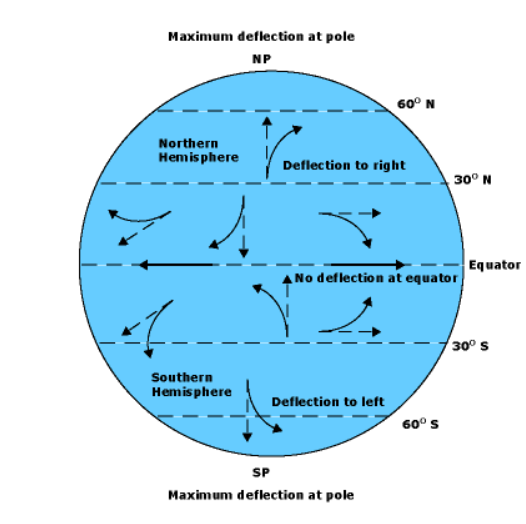 Maximum deflection at pole
NP
60° N
Northern
Hemisphere
Deflection to right
30° N
Equator
No deflection at equator
30° S
Southern
Hemisphere
Deflection to left
60° S
SP
Maximum deflection at pole